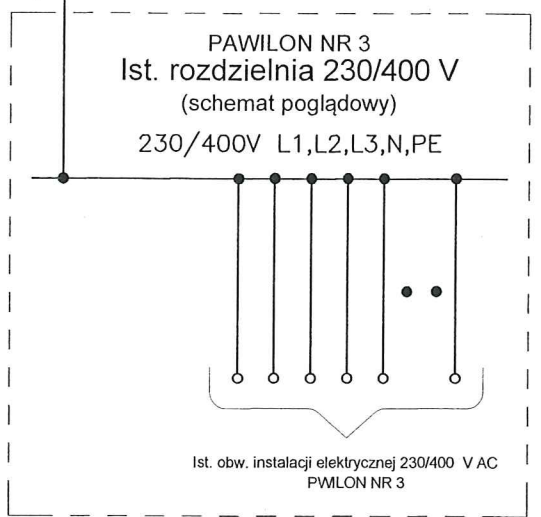 PAWILON NR 3
Ist. rozdzielnia 230/400 V
(schemat poglądowy)
230/400V L1,L2,L3,N,PE
Ist. obw. instalacji elektrycznej 230/400 V AC
PWILON NR 3